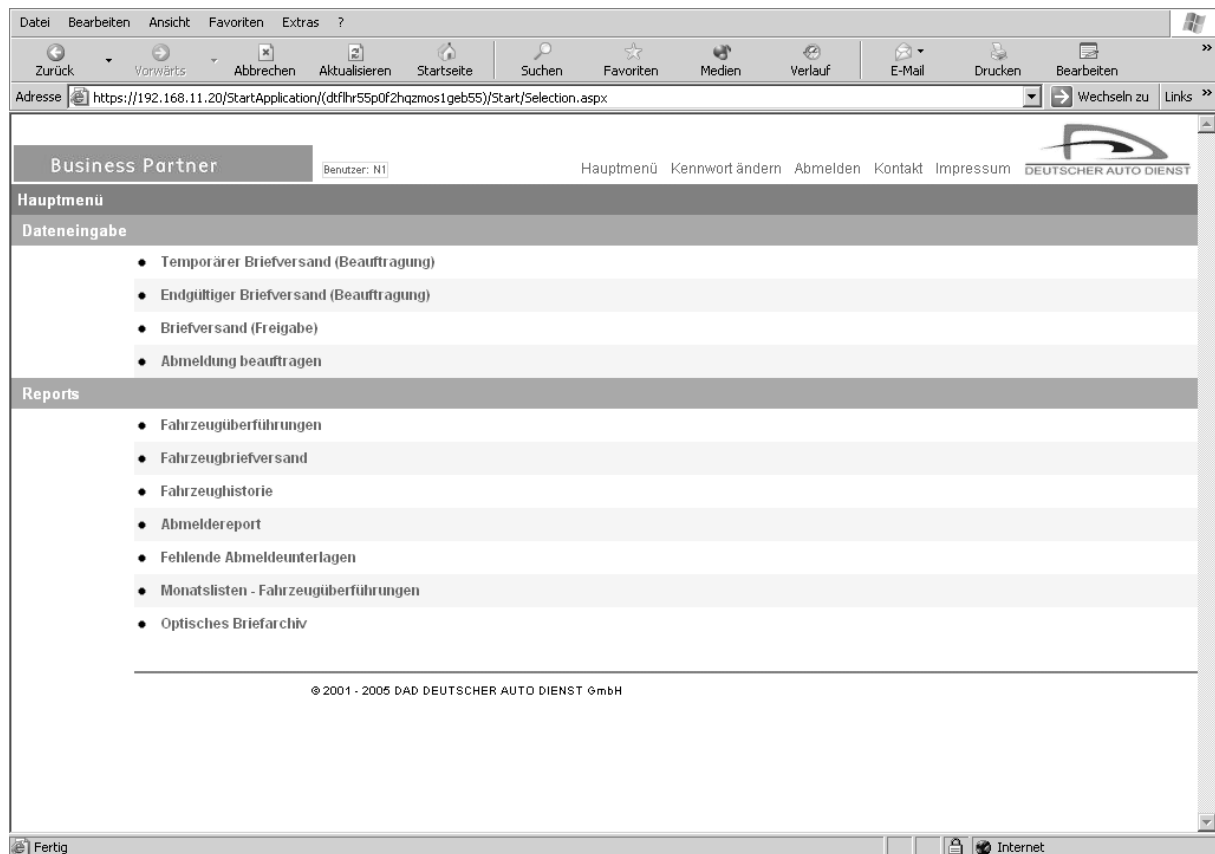 Datei Bearbeiten Ansicht Favoriten Extras ?
Zurück Vorwärts Abbrechen Aktualisieren Startseite Suchen Favoriten Medien Verlauf E-Mail Drucken Bearbeiten »
Adresse https://192.168.11.20/StartApplication/(dtflhr55p0f2hqzmos1geb55)/Start/Selection.aspx Wechseln zu Links »
Business Partner Benutzer: N1 Hauptmenü Kennwort ändern Abmelden Kontakt Impressum DEUTSCHER AUTO DIENST
Hauptmenü
Dateneingabe
• Temporärer Briefversand (Beauftragung)
• Endgültiger Briefversand (Beauftragung)
• Briefversand (Freigabe)
• Abmeldung beauftragen
Reports
• Fahrzeugüberführungen
• Fahrzeugbriefversand
• Fahrzeughistorie
• Abmeldereport
• Fehlende Abmeldeunterlagen
• Monatslisten - Fahrzeugüberführungen
• Optisches Briefarchiv
© 2001 - 2005 DAD DEUTSCHER AUTO DIENST GmbH
Fertig Internet